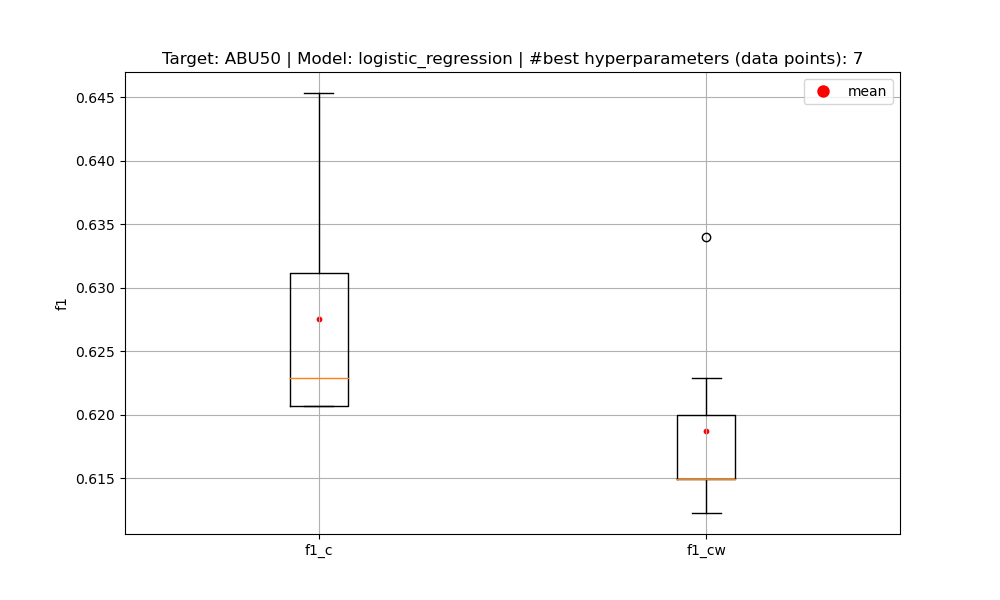 Target: ABU50 | Model: logistic_regression | #best hyperparameters (data points): 7
mean
0.645
0.640
0.635
0.630
0.625
0.620
0.615
f1
f1_c
f1_cw